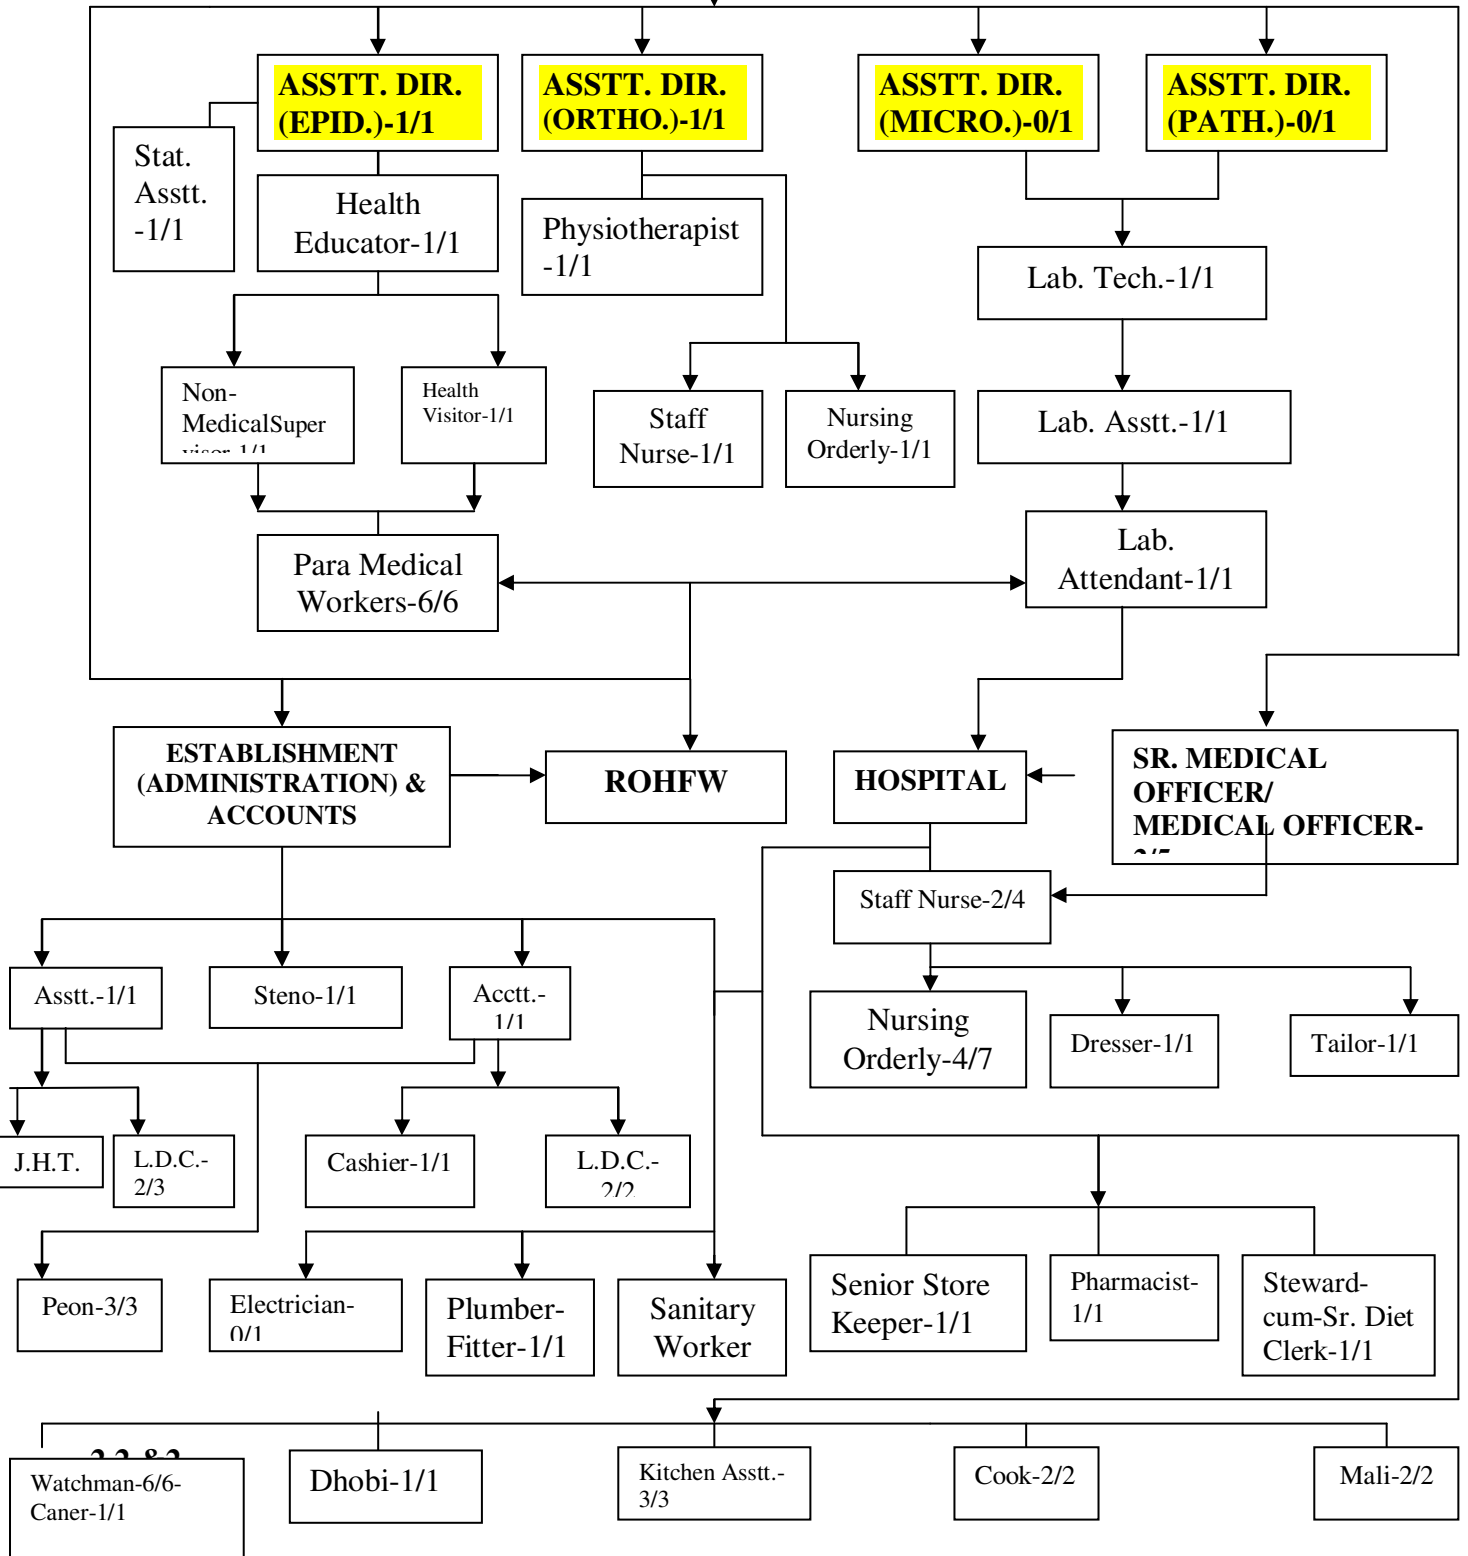 ASSTT. DIR.
(EPID.)-1/1
ASSTT. DIR.
(ORTHO.)-1/1
ASSTT. DIR.
(MICRO.)-0/1
ASSTT. DIR.
(PATH.)-0/1
Stat.
Asstt.
-1/1
Health
Educator-1/1
Physiotherapist
-1/1
Lab. Tech.-1/1
Non-
MedicalSuper
visor-1/1
Health
Visitor-1/1
Staff
Nurse-1/1
Nursing
Orderly-1/1
Lab. Asstt.-1/1
Para Medical
Workers-6/6
Lab.
Attendant-1/1
ESTABLISHMENT
(ADMINISTRATION) &
ACCOUNTS
ROHFW
HOSPITAL
SR. MEDICAL
OFFICER/
MEDICAL OFFICER-
Staff Nurse-2/4
Asstt.-1/1
Steno-1/1
Acctt.-
1/1
Nursing
Orderly-4/7
Dresser-1/1
Tailor-1/1
J.H.T.
L.D.C.-
2/3
Cashier-1/1
L.D.C.-
2/2
Peon-3/3
Electrician-
0/1
Plumber-
Fitter-1/1
Sanitary
Worker
Senior Store
Keeper-1/1
Pharmacist-
1/1
Steward-
cum-Sr. Diet
Clerk-1/1
Watchman-6/6-
Caner-1/1
Dhobi-1/1
Kitchen Asstt.-
3/3
Cook-2/2
Mali-2/2